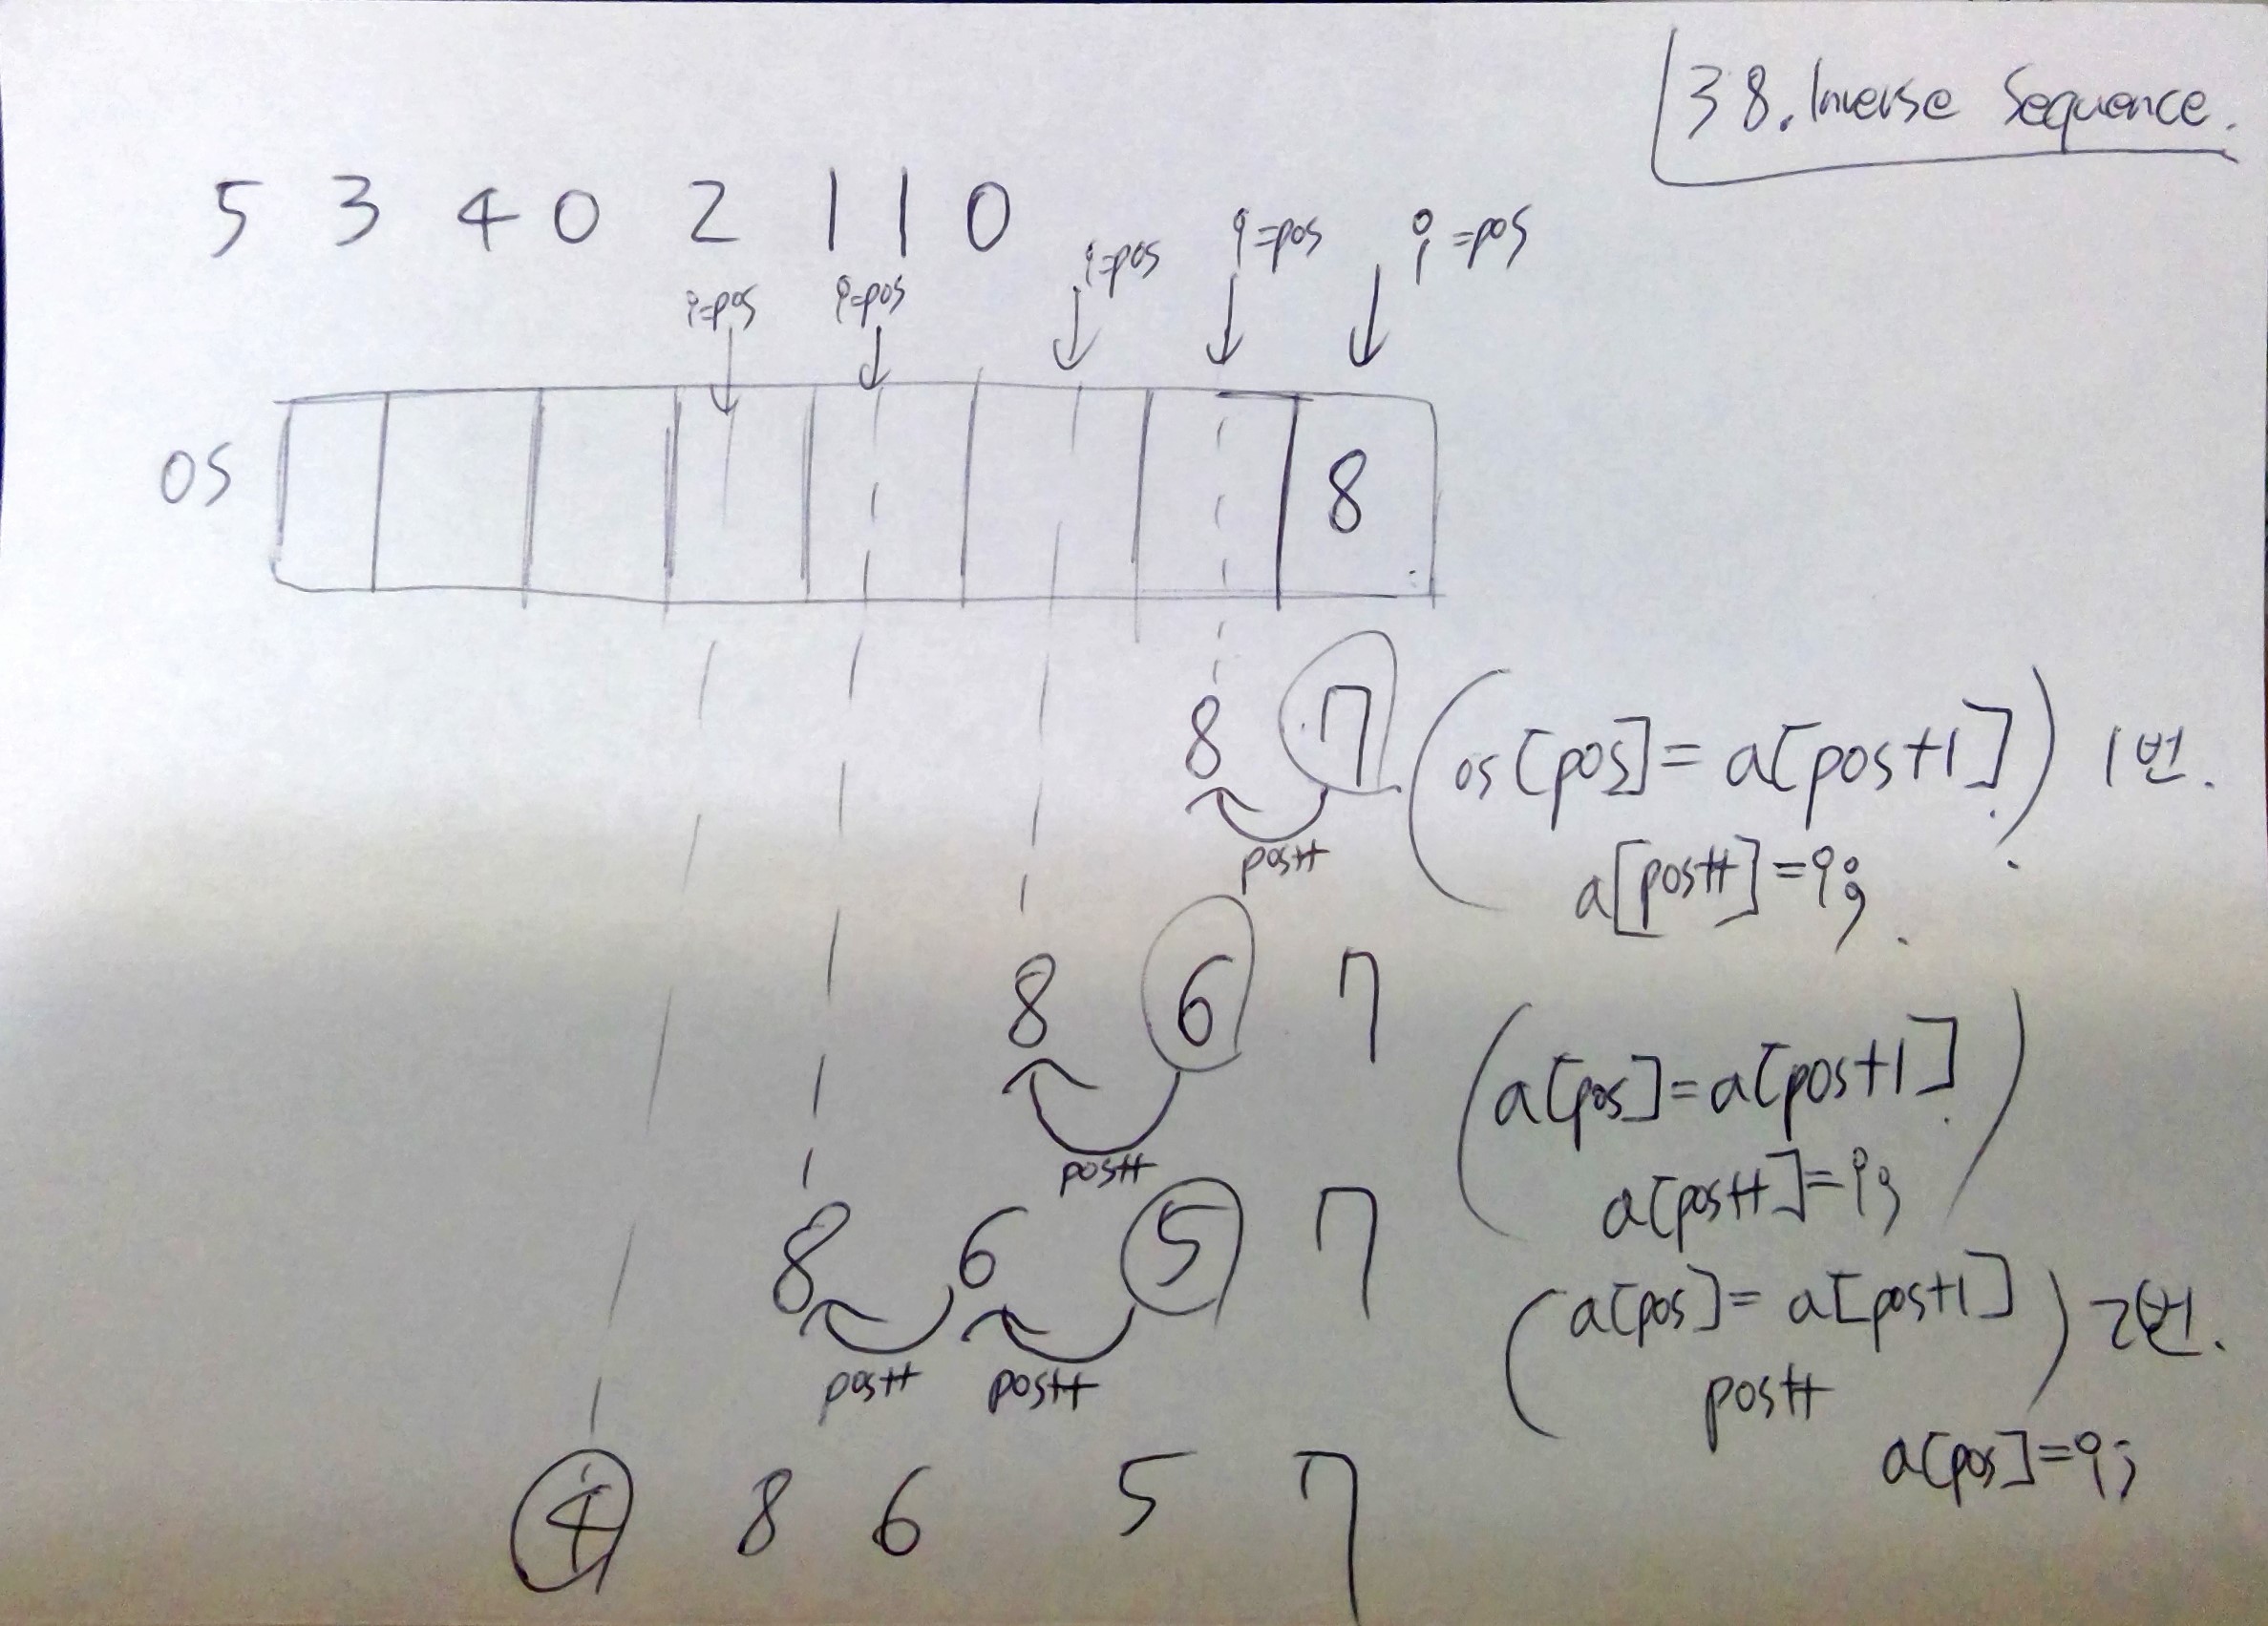 38. Inverse Sequence.
5 3 4 0 2 1 1 0
i=pos i=pos i=pos i=pos i=pos
os 8
8 7 (os[pos] = a[pos+1]) 1번.
pos++ a[pos++] = i;
8 6 7 (a[pos] = a[pos+1]
pos++ a[pos++] = i;)
8 6 5 7 (a[pos] = a[pos+1]
pos++ pos++ pos++) 2번.
a[pos] = i;
4 8 6 5 7